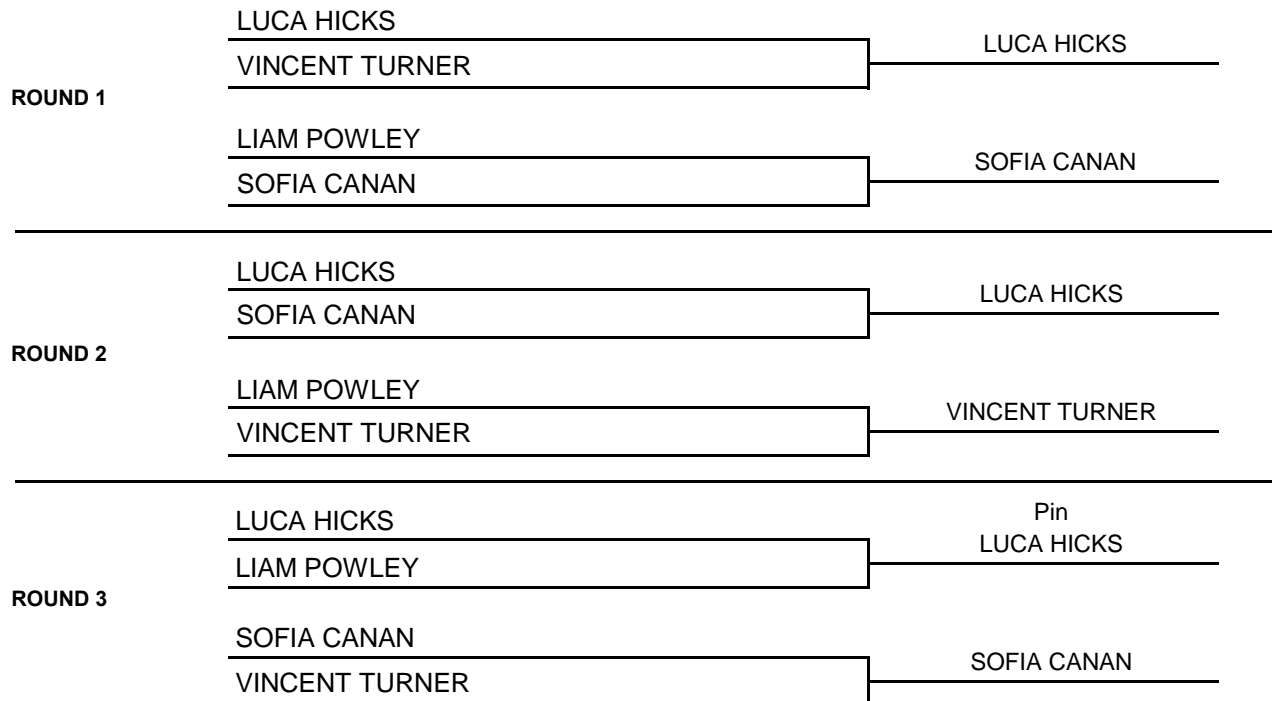 LUCA HICKS
LUCA HICKS
VINCENT TURNER
ROUND 1
LIAM POWLEY
SOFIA CANAN
SOFIA CANAN
LUCA HICKS
LUCA HICKS
SOFIA CANAN
ROUND 2
LIAM POWLEY
VINCENT TURNER
VINCENT TURNER
Pin
LUCA HICKS
LUCA HICKS
LIAM POWLEY
ROUND 3
SOFIA CANAN
SOFIA CANAN
VINCENT TURNER